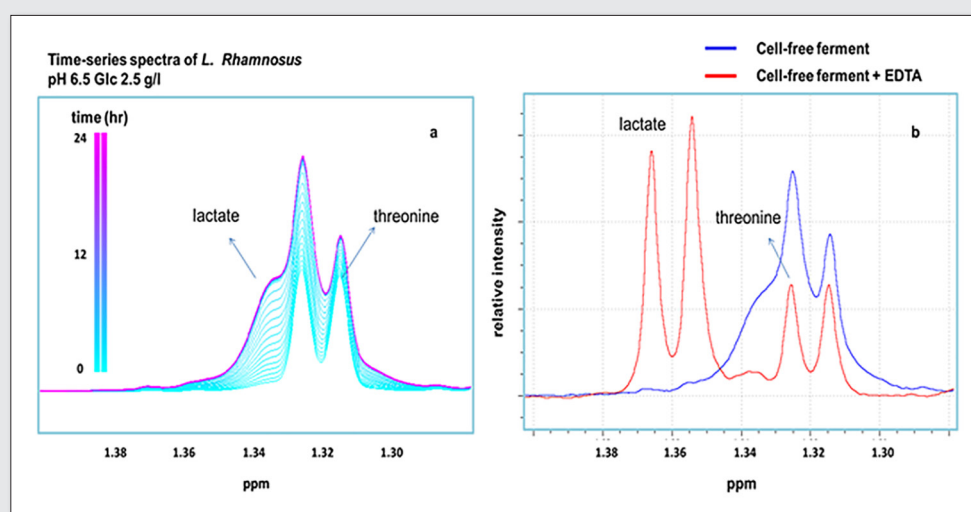 Time-series spectra of L. Rhamnosus
pH 6.5 Glc 2.5 g/l
time (hr)
24
12
0
a
lactate
threonine
1.38 1.36 1.34 1.32 1.30
ppm
Cell-free ferment
Cell-free ferment + EDTA
b
lactate
threonine
relative intensity
1.38 1.36 1.34 1.32 1.30
ppm